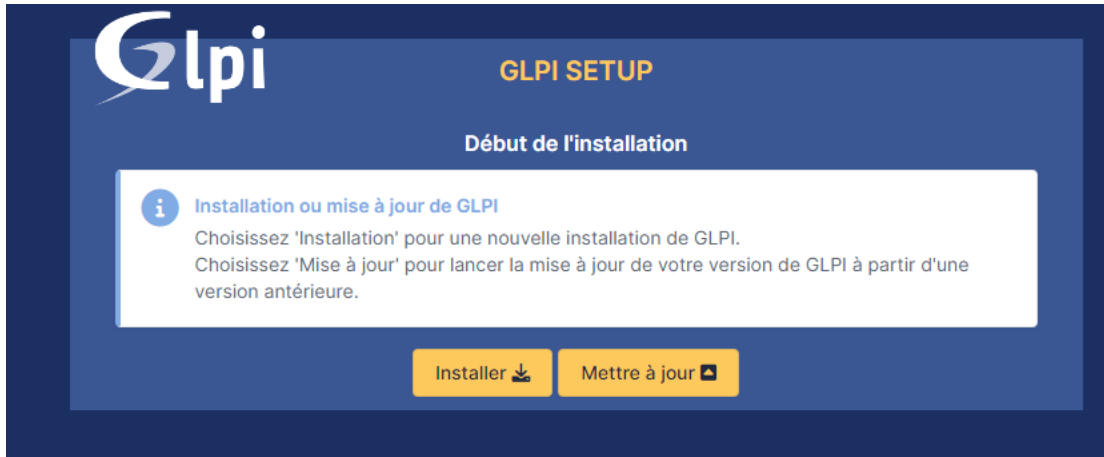 Glpi
GLPI SETUP
Début de l'installation
Installation ou mise à jour de GLPI
Choisissez 'Installation' pour une nouvelle installation de GLPI.
Choisissez 'Mise à jour' pour lancer la mise à jour de votre version de GLPI à partir d'une
version antérieure.
Installer
Mettre à jour